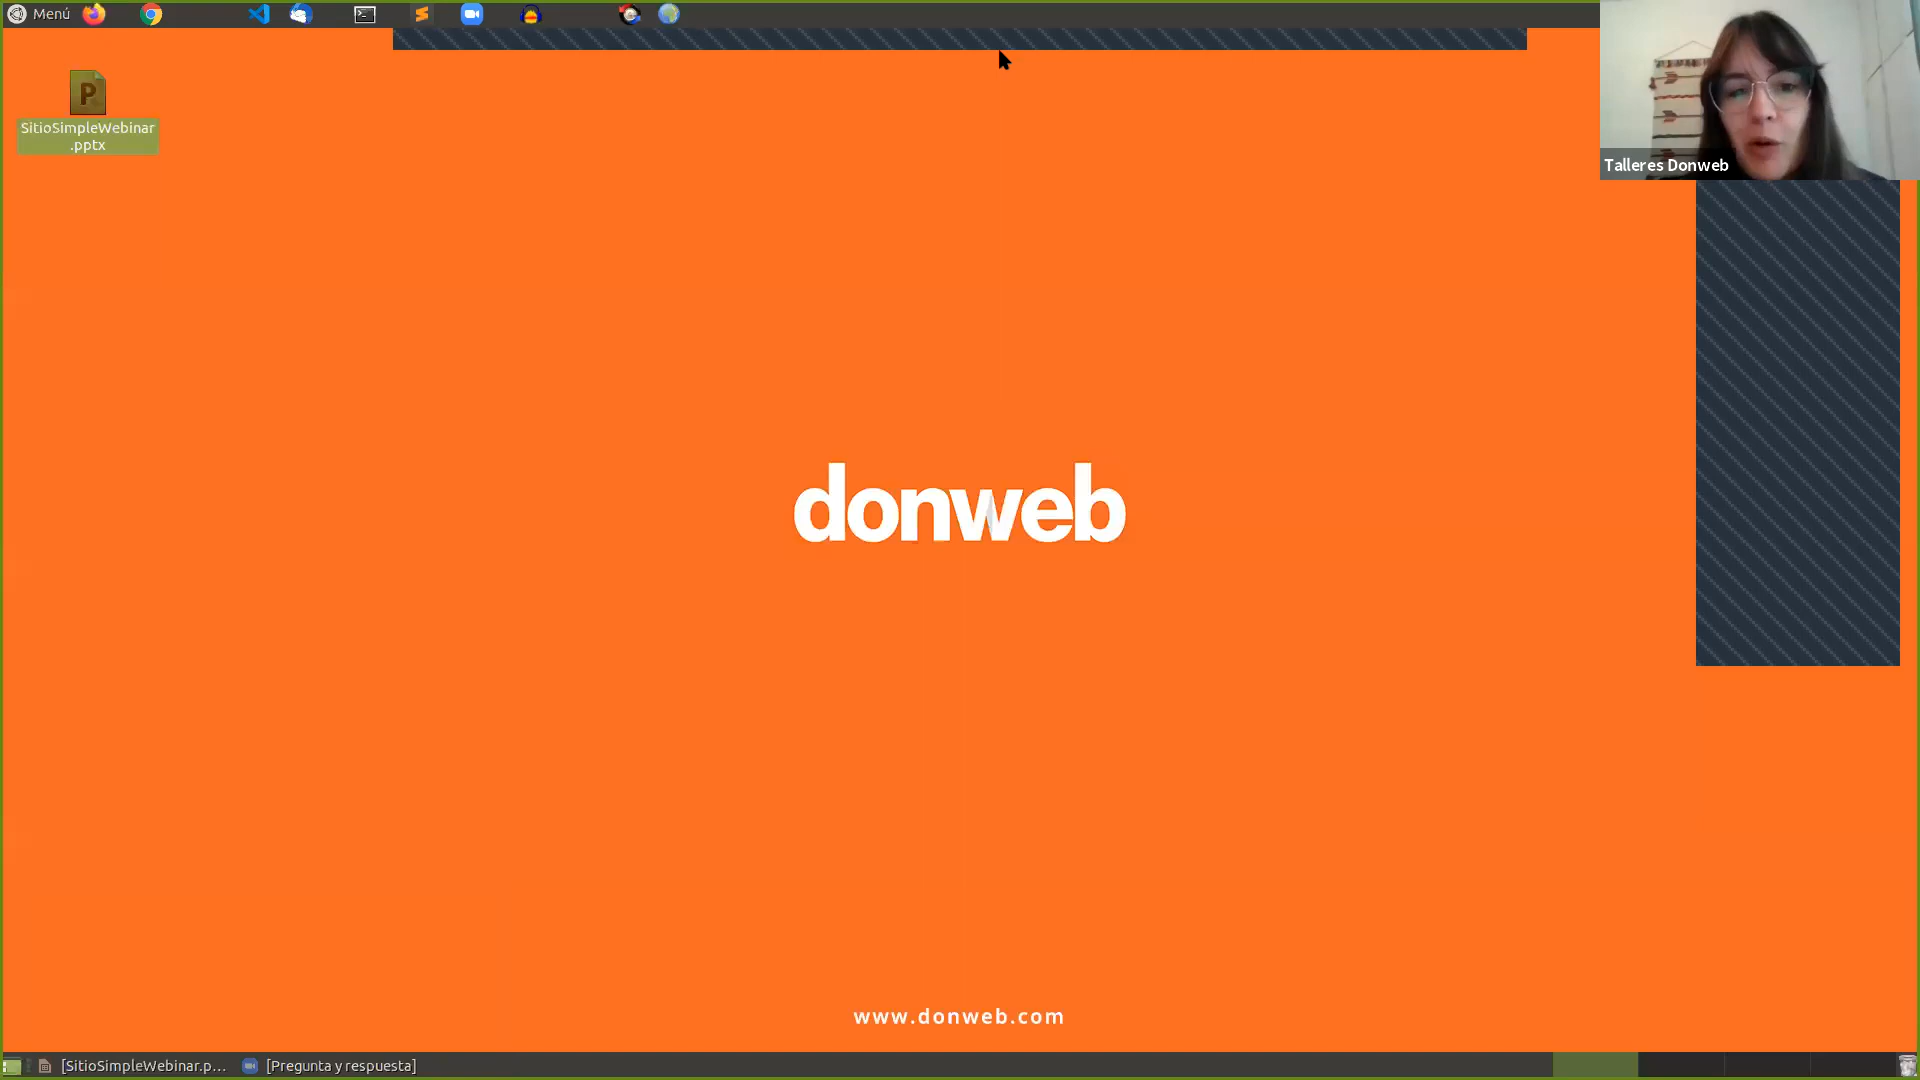 Menú
SitioSimpleWebinar
.pptx
P
Talleres Donweb
donweb
www.donweb.com
[SitioSimpleWebinar.p...
[Pregunta y respuesta]